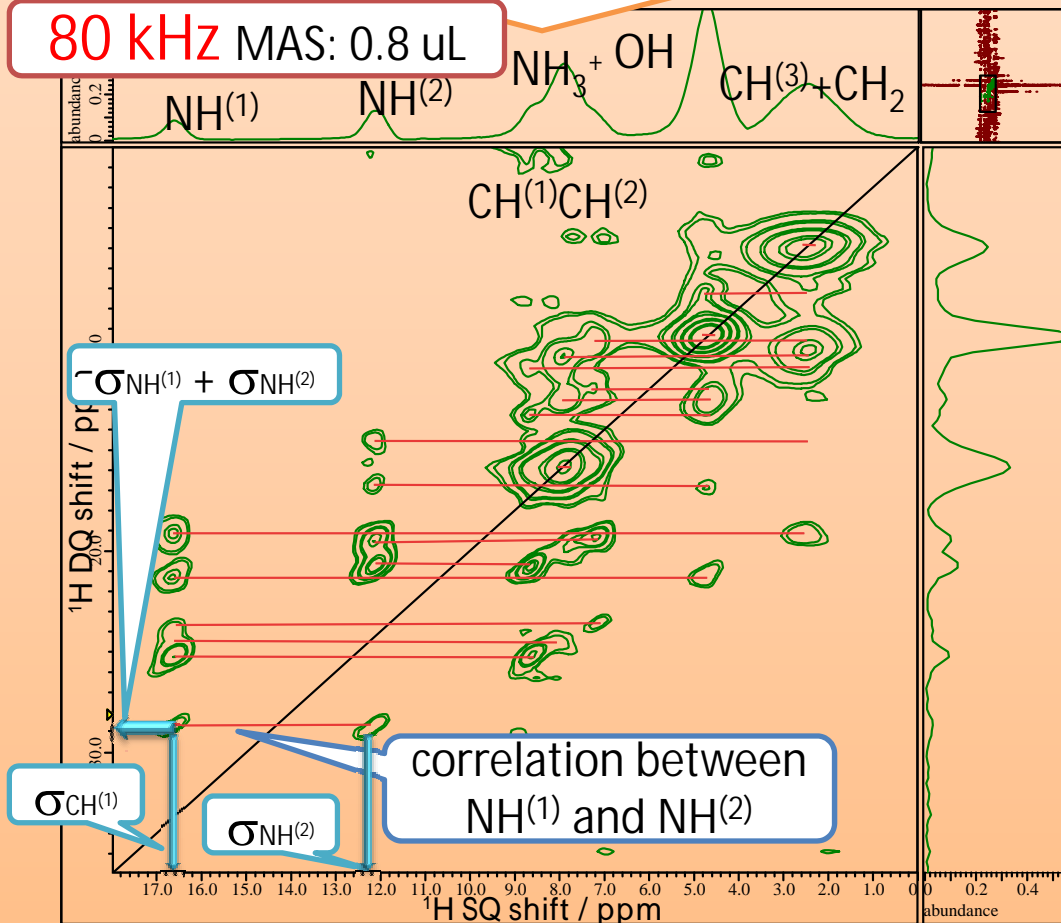 80 kHz MAS: 0.8 uL
NH(1)
NH(2)
NH3+ OH
CH(3)+CH2
abundance
0 0.2
CH(1)CH(2)
σNH(1) + σNH(2)
1H DQ shift / pp
20.0
30.0
σCH(1)
σNH(2)
correlation between
NH(1) and NH(2)
17.0 16.0 15.0 14.0 13.0 12.0 11.0 10.0 9.0 8.0 7.0 6.0 5.0 4.0 3.0 2.0 1.0 0
1H SQ shift / ppm
0 0.2 0.4
abundance